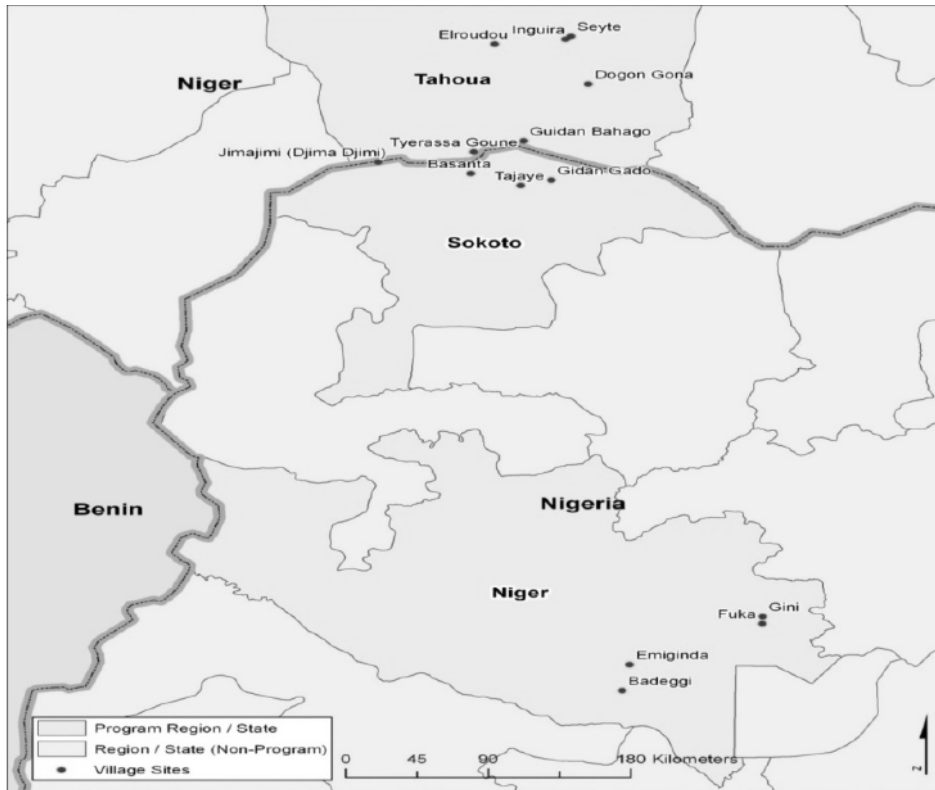 Elroudou Inguira Seyte
Niger
Tahoua
Dogon Gona
Guidan Bahago
Tyerassa Goune
Jimajimi (Djima Djimi)
Basanta
Tajaye
Gidan Gado
Sokoto
Benin
Nigeria
Niger
Fuka Gini
Emiginda
Badeggi
Program Region / State
Region / State (Non-Program)
Village Sites
0 45 90 180 Kilometers
z